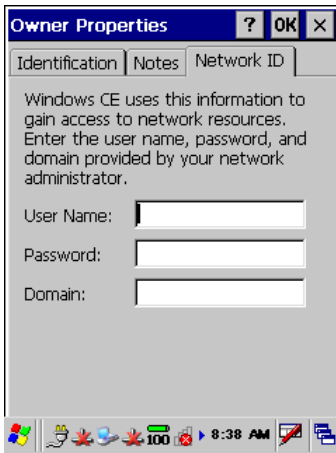 Owner Properties ? OK ×
Identification Notes Network ID
Windows CE uses this information to
gain access to network resources.
Enter the user name, password, and
domain provided by your network
administrator.
User Name:
Password:
Domain:
100 8:38 AM